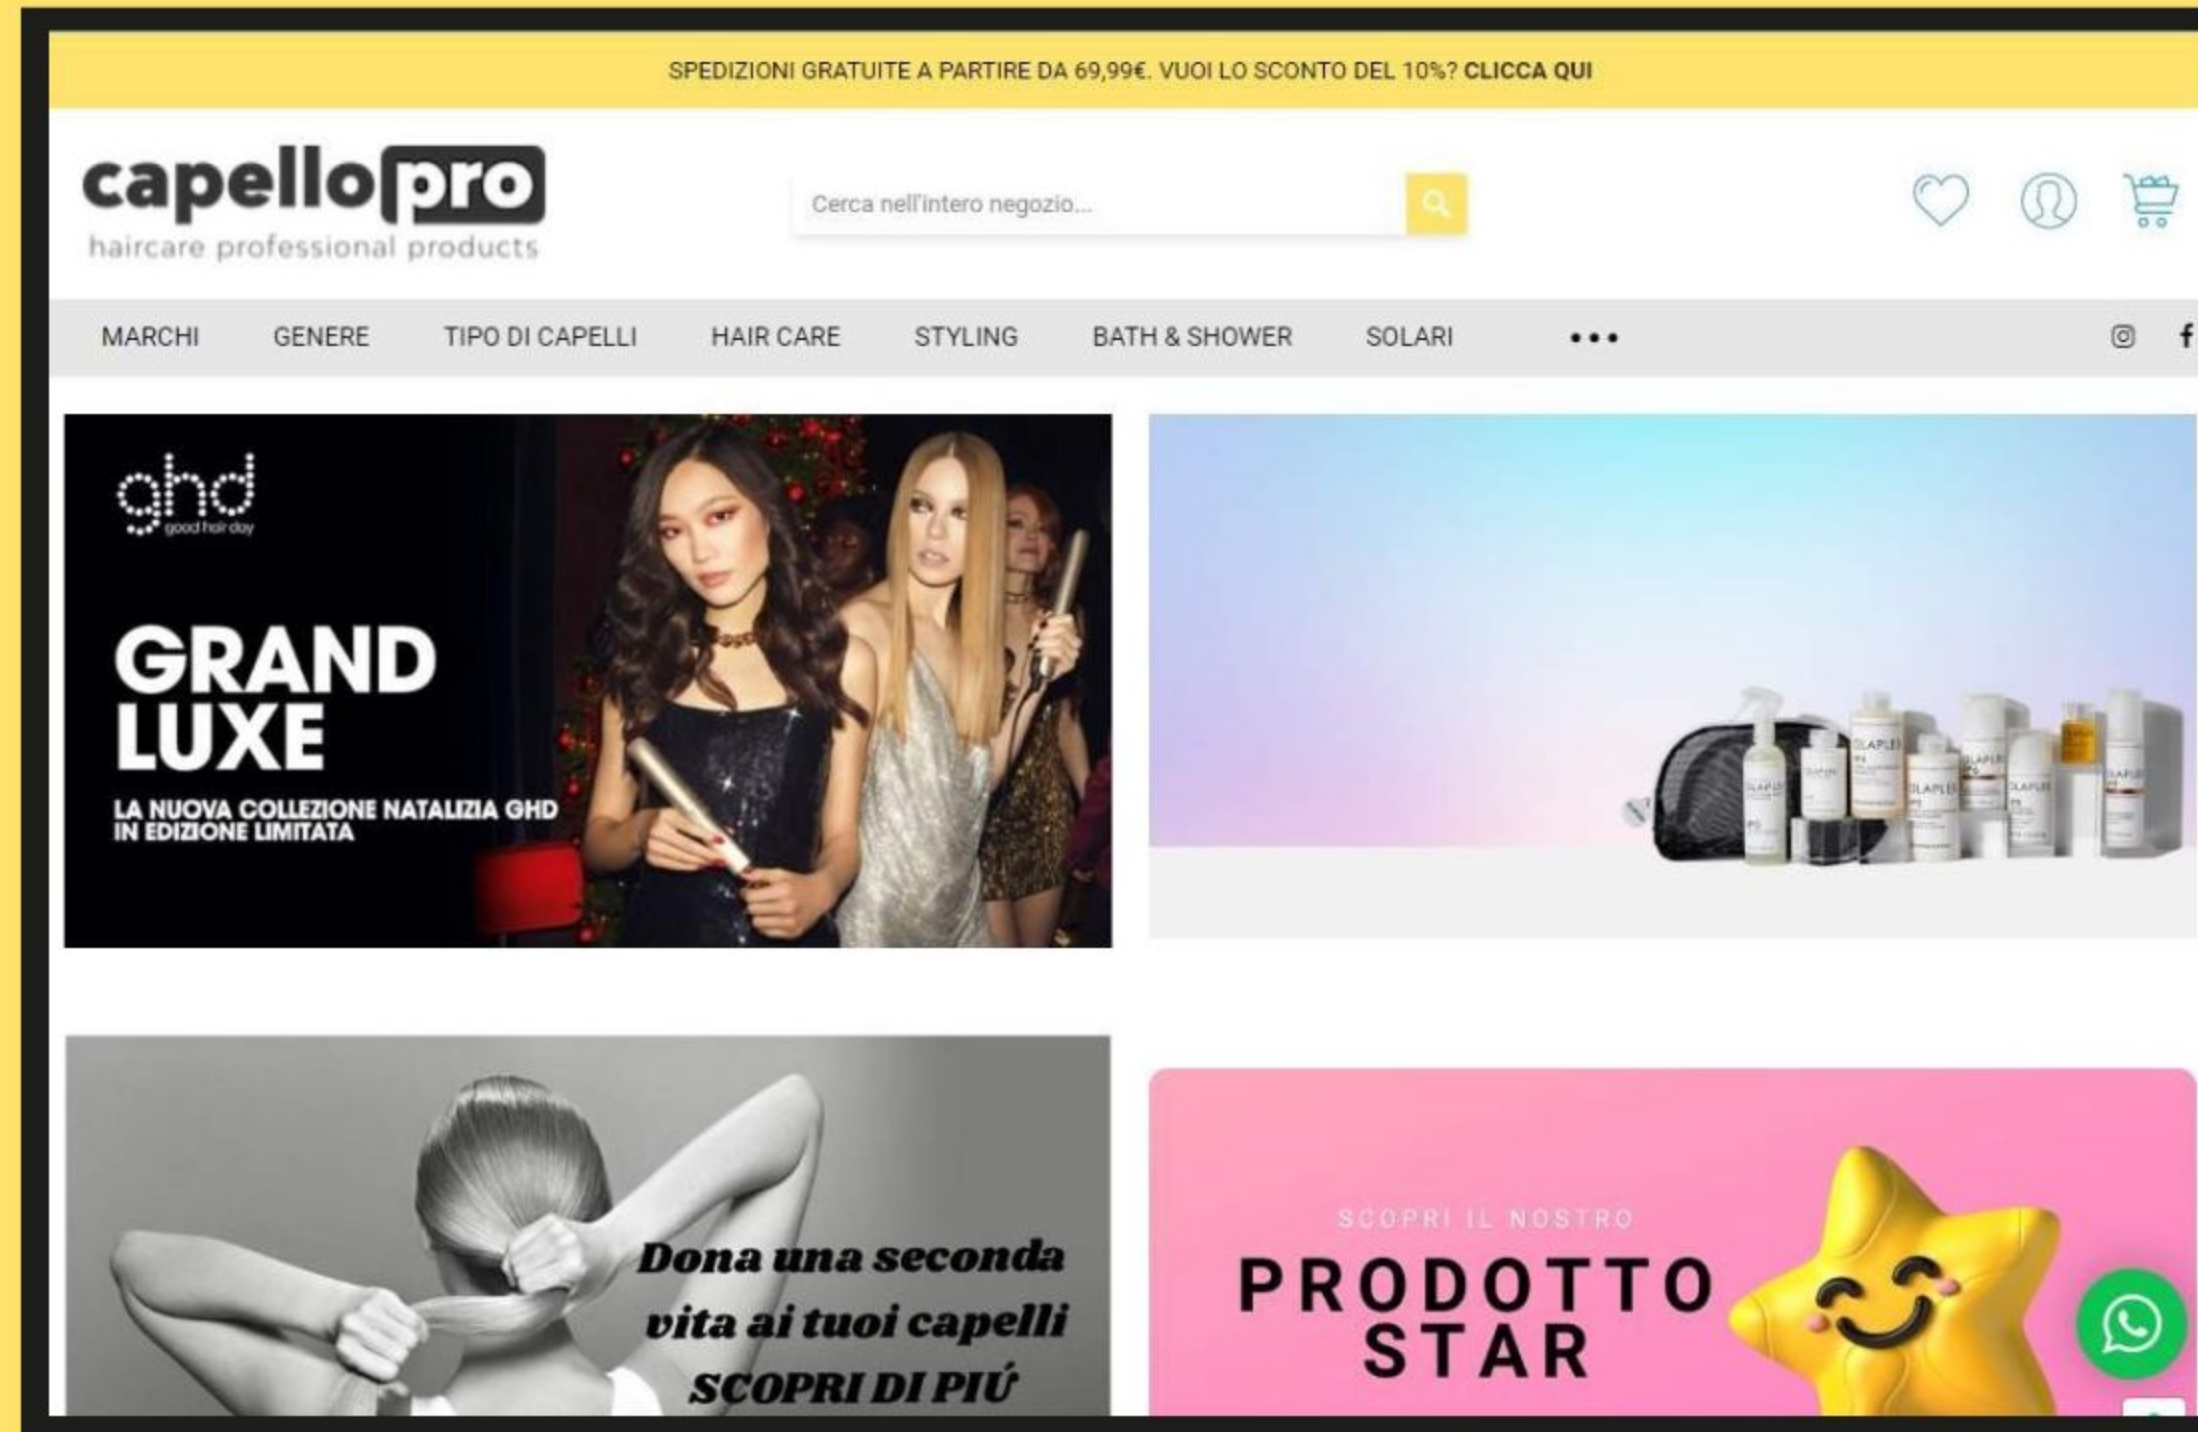 SPEDIZIONI GRATUITE A PARTIRE DA 69,99€. VUOI LO SCONTO DEL 10%? CLICCA QUI
capello pro
haircare professional products
Cerca nell'intero negozio...
MARCHI GENERE TIPO DI CAPELLI HAIR CARE STYLING BATH & SHOWER SOLARI •••
ghd
good hair day
GRAND
LUXE
LA NUOVA COLLEZIONE NATALIZIA GHD
IN EDIZIONE LIMITATA
OLAPLEX
Dona una seconda
vita ai tuoi capelli
SCOPRI DI PIÚ
SCOPRI IL NOSTRO
PRODOTTO
STAR